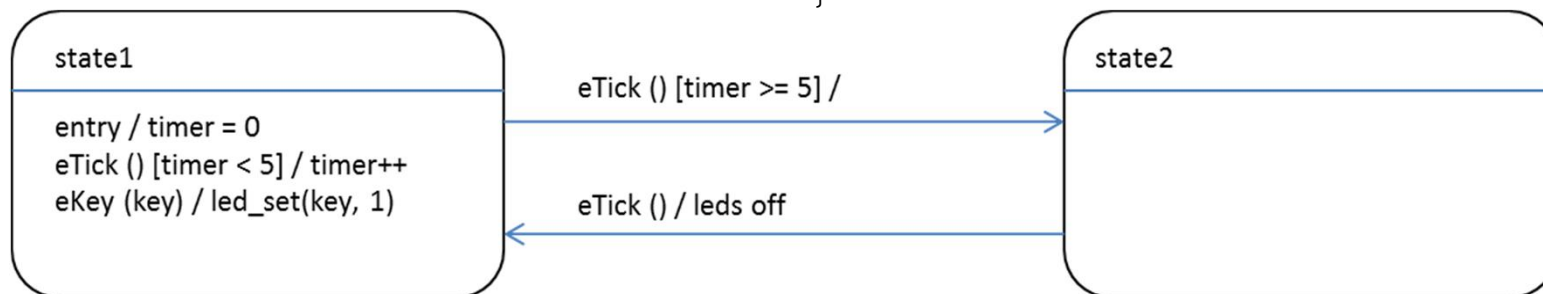 }
state1
entry / timer = 0
eTick () [timer < 5] / timer++
eKey (key) / led_set(key, 1)
eTick () [timer >= 5] /
eTick () / leds off
state2